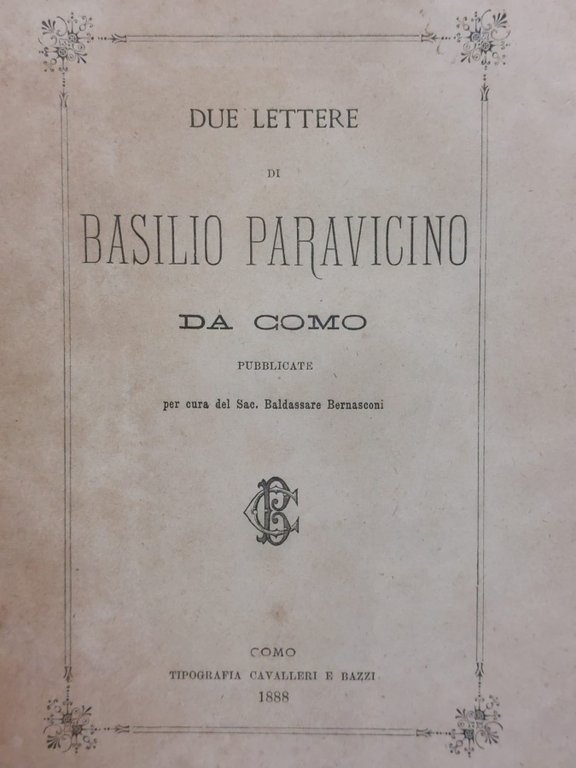 DUE LETTERE
DI
BASILIO PARAVICINO
DA COMO
PUBBLICATE
per cura del Sac. Baldassare Bernasconi
COMO
TIPOGRAFIA CAVALLERI E BAZZI
1888